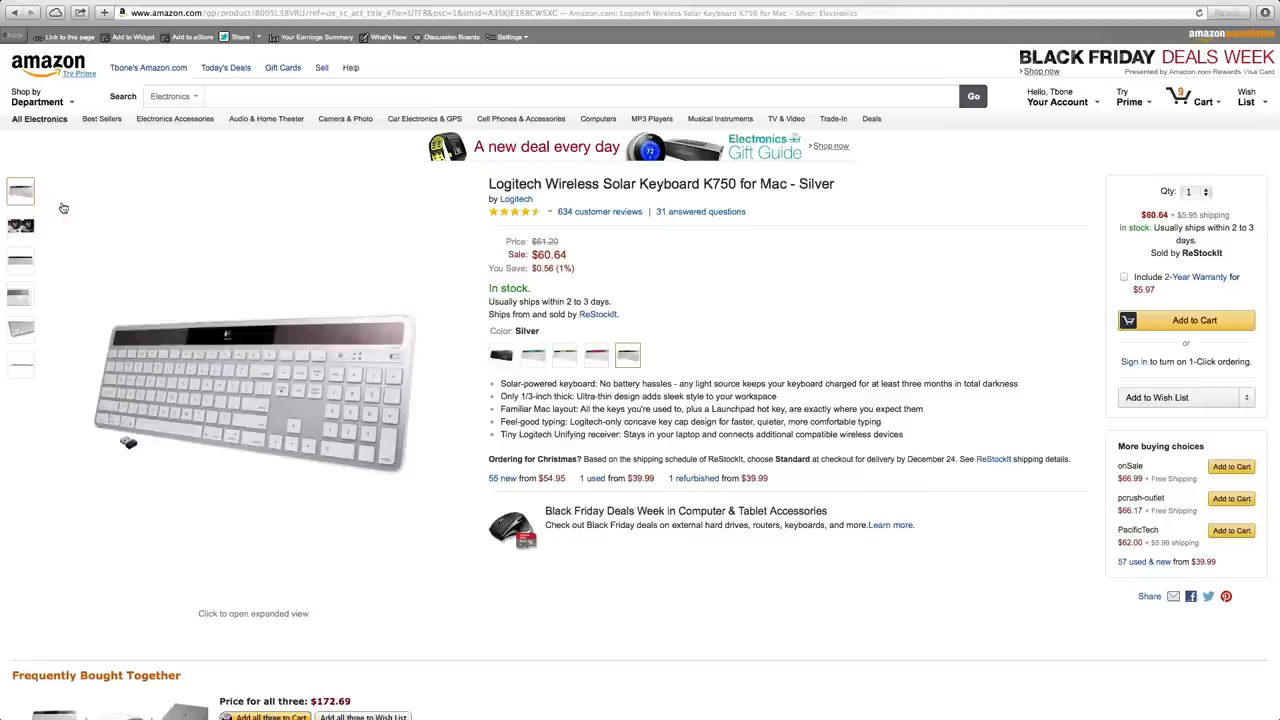 www.amazon.com/gp/product/B005L38VRU/ref=ox_sc_act_title_4?ie=UTF8&psc=1&smid=A35KJE188CW5XG — Amazon.com: Logitech Wireless Solar Keyboard K750 for Mac - Silver: Electronics
Link to this page Add to Widget Add to aStore Share Your Earnings Summary What's New Discussion Boards Settings
amazon
amazon
Try Prime
Tbone's Amazon.com Today's Deals Gift Cards Sell Help
BLACK FRIDAY DEALS WEEK
Shop now Presented by Amazon.com Rewards Visa Card
Shop by
Department
Search Electronics Go
Hello, Tbone
Your Account
Try
Prime
9
Cart
Wish
List
All Electronics Best Sellers Electronics Accessories Audio & Home Theater Camera & Photo Car Electronics & GPS Cell Phones & Accessories Computers MP3 Players Musical Instruments TV & Video Trade-In Deals
A new deal every day
72
Electronics
Gift Guide
Shop now
Logitech Wireless Solar Keyboard K750 for Mac - Silver
by Logitech
634 customer reviews | 31 answered questions
Price: $61.20
Sale: $60.64
You Save: $0.56 (1%)
In stock.
Usually ships within 2 to 3 days.
Ships from and sold by ReStockIt.
Color: Silver
Solar-powered keyboard: No battery hassles - any light source keeps your keyboard charged for at least three months in total darkness
Only 1/3-inch thick: Ultra-thin design adds sleek style to your workspace
Familiar Mac layout: All the keys you're used to, plus a Launchpad hot key, are exactly where you expect them
Feel-good typing: Logitech-only concave key cap design for faster, quieter, more comfortable typing
Tiny Logitech Unifying receiver: Stays in your laptop and connects additional compatible wireless devices
Ordering for Christmas? Based on the shipping schedule of ReStockIt, choose Standard at checkout for delivery by December 24. See ReStockIt shipping details.
55 new from $54.95 1 used from $39.99 1 refurbished from $39.99
Black Friday Deals Week in Computer & Tablet Accessories
Check out Black Friday deals on external hard drives, routers, keyboards, and more.Learn more.
Click to open expanded view
Qty: 1
$60.64 + $5.95 shipping
In stock. Usually ships within 2 to 3
days.
Sold by ReStockIt
Include 2-Year Warranty for
$5.97
Add to Cart
or
Sign in to turn on 1-Click ordering.
Add to Wish List
More buying choices
onSale
$66.99 + Free Shipping
Add to Cart
pcrush-outlet
$66.17 + Free Shipping
Add to Cart
PacificTech
$62.00 + $5.99 shipping
Add to Cart
57 used & new from $39.99
Share
Frequently Bought Together
Price for all three: $172.69
Add all three to Cart Add all three to Wish List